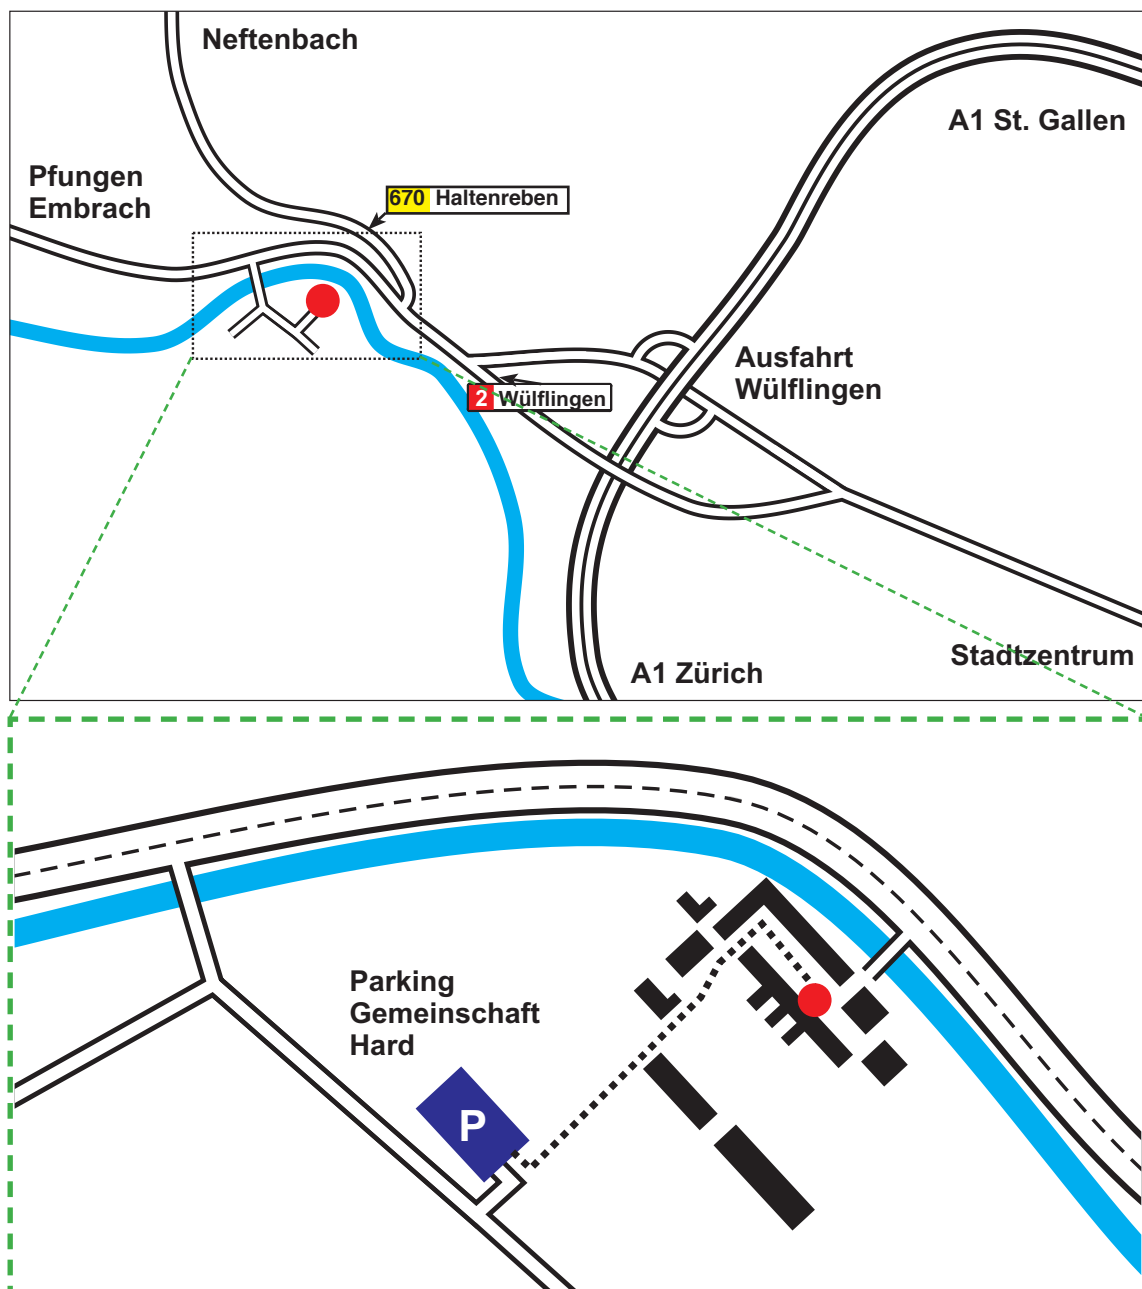 Neftenbach
A1 St. Gallen
Pfungen
Embrach
670 Haltenreben
Ausfahrt
Wülflingen
2 Wülflingen
Stadtzentrum
A1 Zürich
Parking
Gemeinschaft
Hard
P